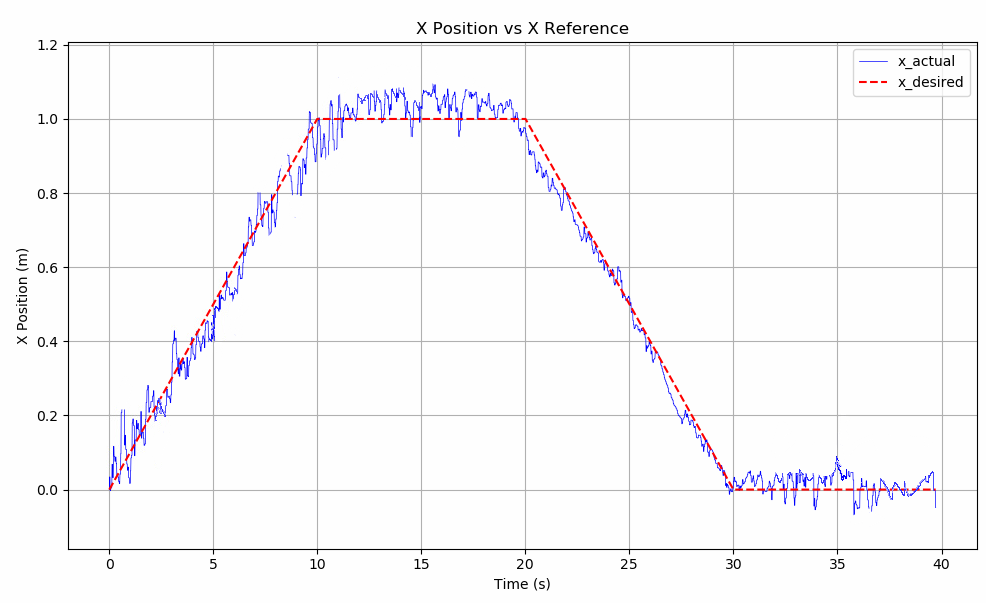 X Position vs X Reference
x_actual
x_desired
1.2
1.0
0.8
0.6
0.4
0.2
0.0
X Position (m)
0 5 10 15 20 25 30 35 40
Time (s)